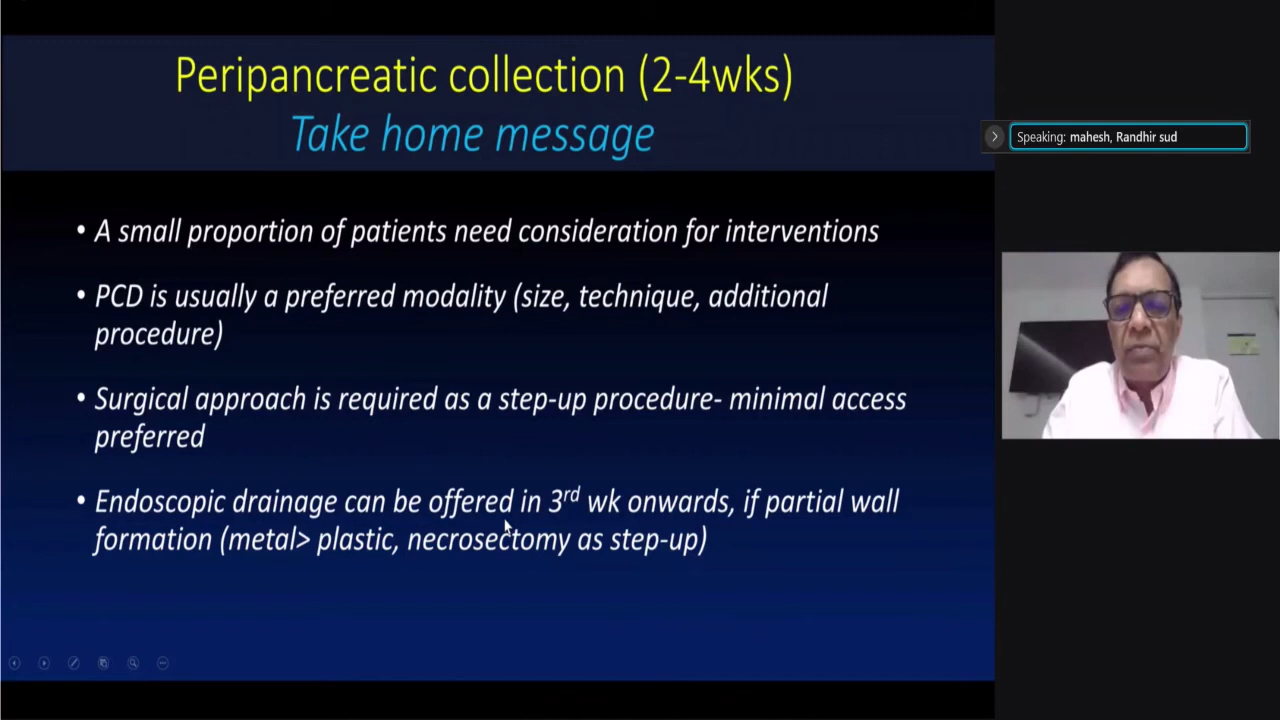 Peripancreatic collection (2-4wks)
Take home message
• A small proportion of patients need consideration for interventions
• PCD is usually a preferred modality (size, technique, additional
procedure)
• Surgical approach is required as a step-up procedure- minimal access
preferred
• Endoscopic drainage can be offered in 3rd wk onwards, if partial wall
formation (metal> plastic, necrosectomy as step-up)
Speaking: mahesh, Randhir sud